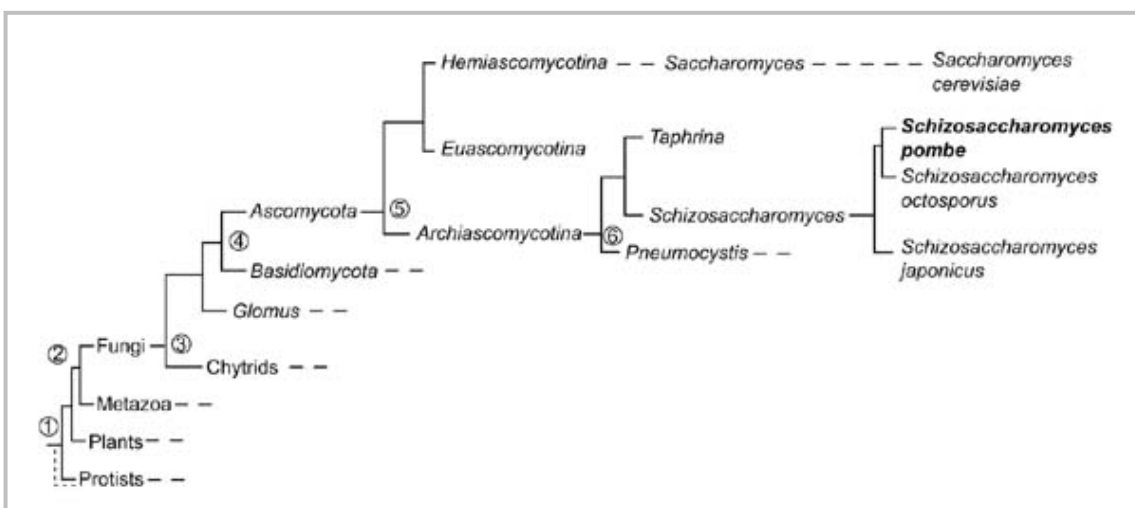 Hemiascomycotina
Saccharomyces
Saccharomyces
cerevisiae
Schizosaccharomyces
pombe
Taphrina
Euascomycotina
Schizosaccharomyces
octosporus
Ascomycota
⑤
Schizosaccharomyces
Archiascomycotina
⑥
④
Pneumocystis
Schizosaccharomyces
japonicus
Basidiomycota
Glomus
②
Fungi
③
Chytrids
Metazoa
①
Plants
Protists